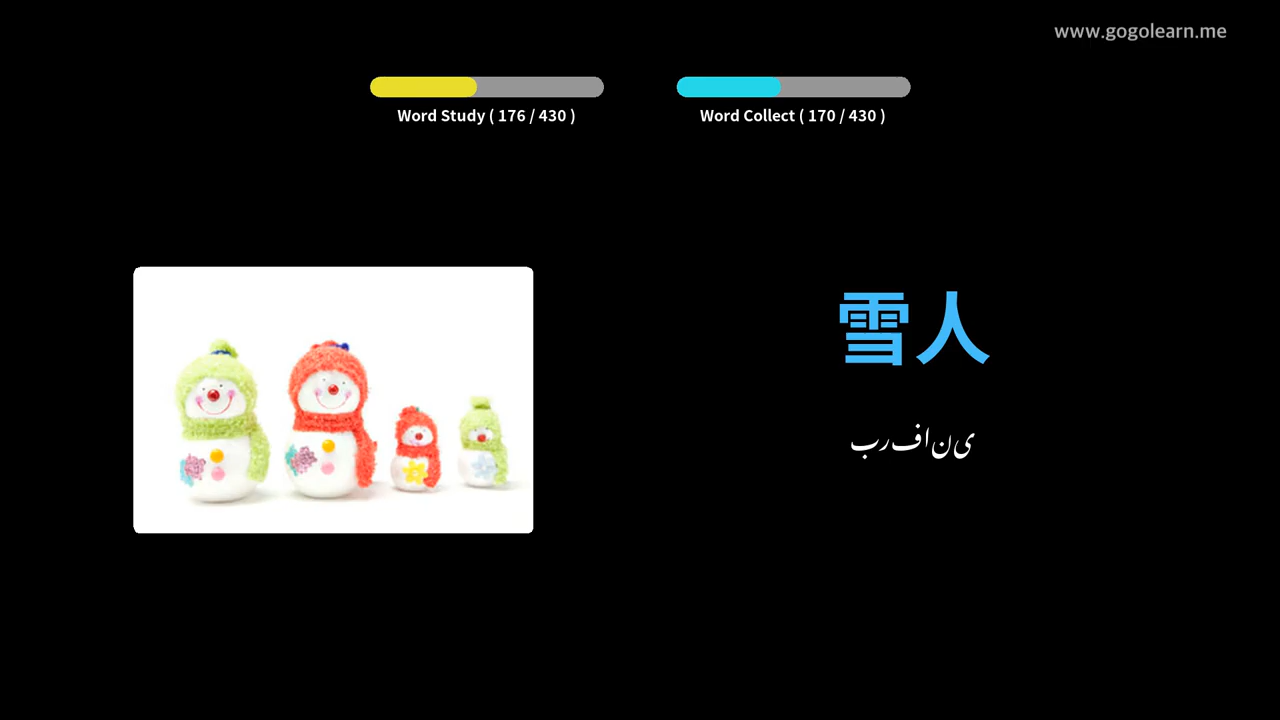 www.gogolearn.me
Word Study ( 176 / 430 )
Word Collect ( 170 / 430 )
雪人
برفانی